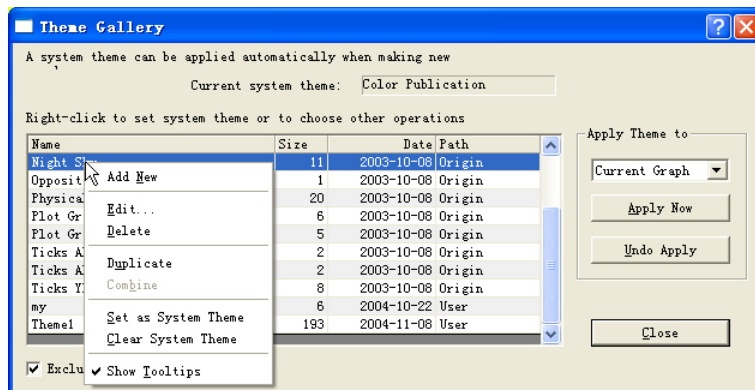 Theme Gallery
A system theme can be applied automatically when making new
Current system theme: Color Publication
Right-click to set system theme or to choose other operations
Name Size Date Path
Night 11 2003-10-08 Origin
Opposit 1 2003-10-08 Origin
Physica 20 2003-10-08 Origin
Plot Gr 6 2003-10-08 Origin
Plot Gr 5 2003-10-08 Origin
Ticks A 2 2003-10-08 Origin
Ticks A 2 2003-10-08 Origin
Ticks Y 8 2003-10-08 Origin
my 6 2004-10-22 User
Theme1 193 2004-11-08 User
Add New
Edit...
Delete
Duplicate
Combine
Set as System Theme
Clear System Theme
Show Tooltips
Exclu
Apply Theme to
Current Graph
Apply Now
Undo Apply
Close